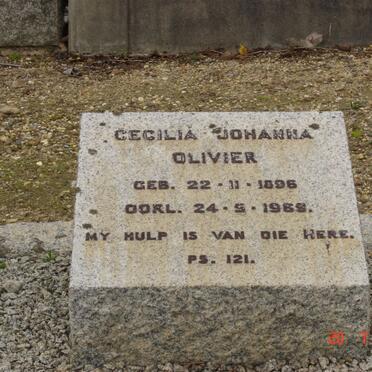 CECILIA JOHANNA
OLIVIER
GEB. 22-11-1896
OORL. 24-5-1969.
MY HULP IS VAN DIE HERE.
PS. 121.